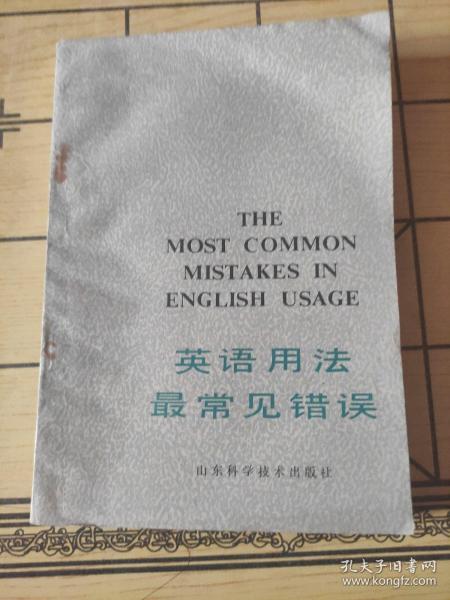 THE
MOST COMMON
MISTAKES IN
ENGLISH USAGE
英语用法
最常见错误
山东科学技术出版社
孔夫子旧书网
www.kongfz.com